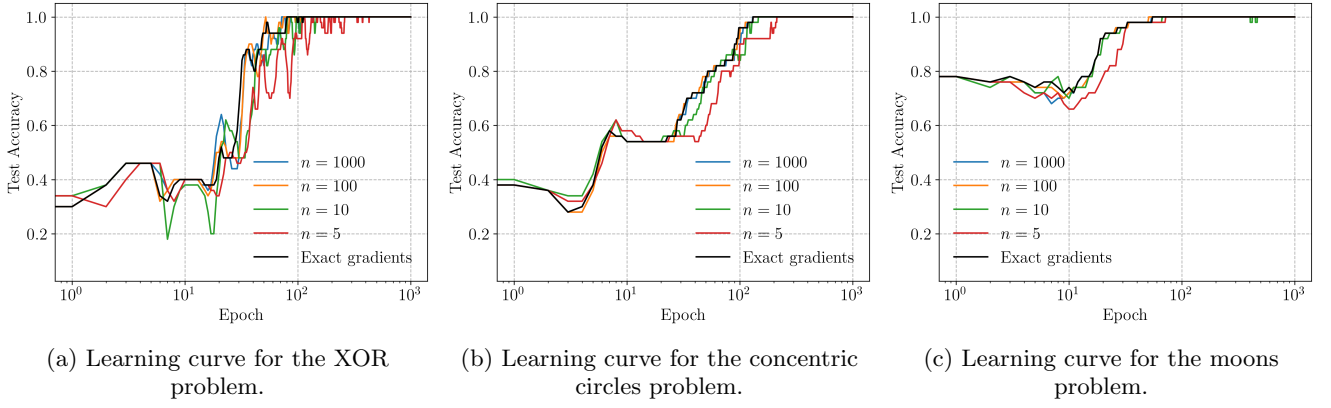 1.0
0.8
0.6
0.4
0.2
Test Accuracy
n = 1000
n = 100
n = 10
n = 5
Exact gradients
10^0
10^1
10^2
10^3
Epoch
(a) Learning curve for the XOR
problem.
1.0
0.8
0.6
0.4
0.2
Test Accuracy
n = 1000
n = 100
n = 10
n = 5
Exact gradients
10^0
10^1
10^2
10^3
Epoch
(b) Learning curve for the concentric
circles problem.
1.0
0.8
0.6
0.4
0.2
Test Accuracy
n = 1000
n = 100
n = 10
n = 5
Exact gradients
10^0
10^1
10^2
10^3
Epoch
(c) Learning curve for the moons
problem.